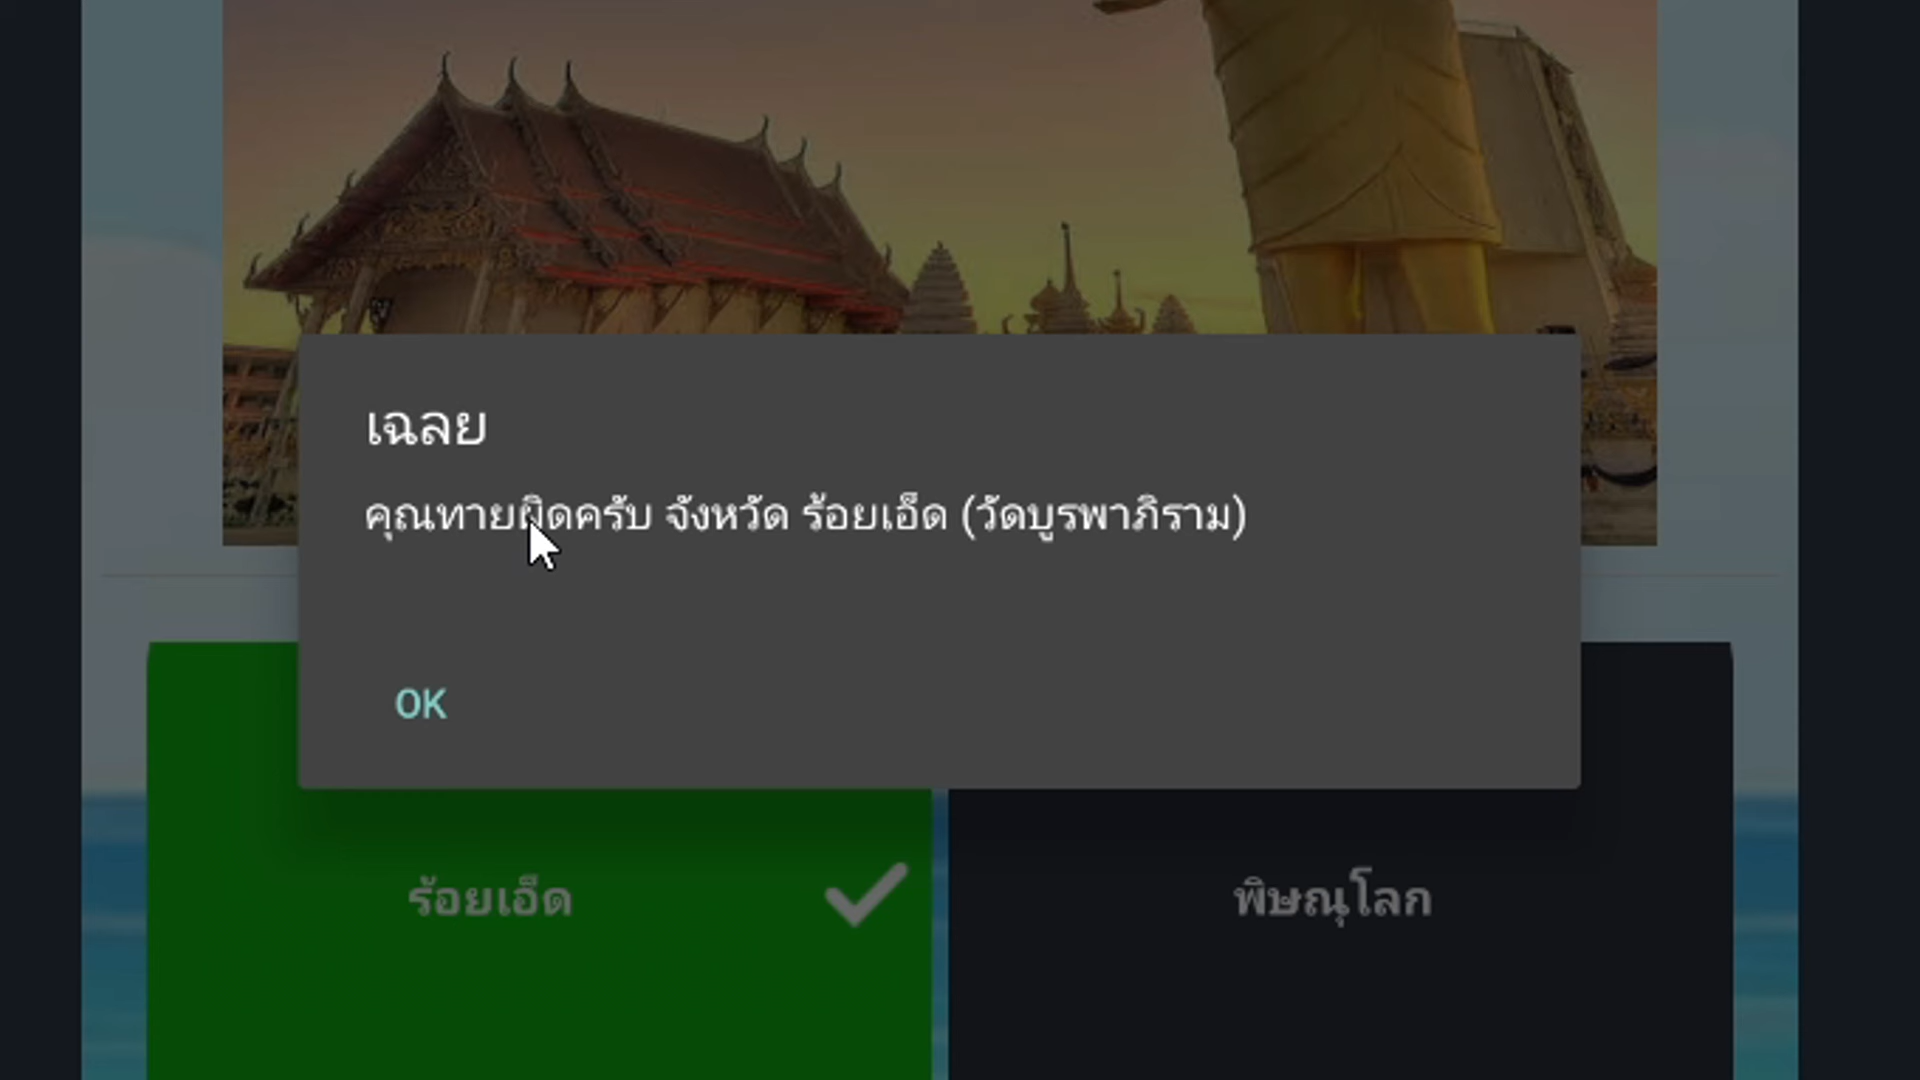 เฉลย
คุณทายผิดครับ จังหวัด ร้อยเอ็ด (วัดบูรพาภิราม)
OK
ร้อยเอ็ด
พิษณุโลก